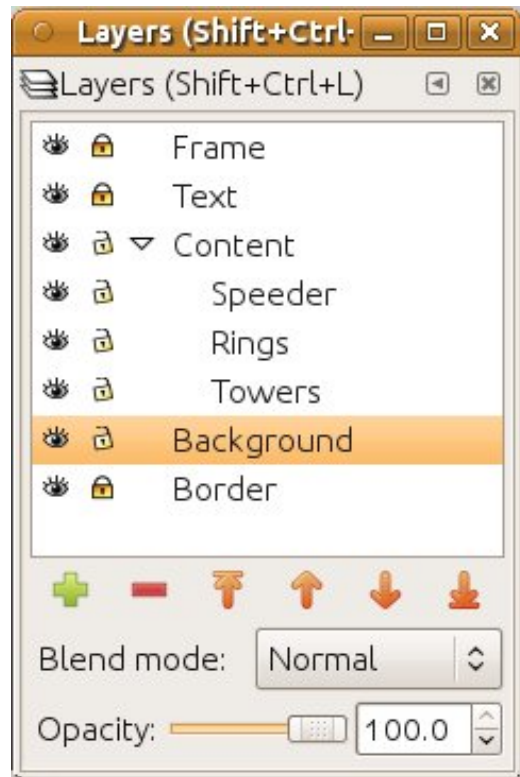 Layers (Shift+Ctrl-
Layers (Shift+Ctrl+L)
Frame
Text
Content
Speeder
Rings
Towers
Background
Border
Blend mode: Normal
Opacity: 100.0